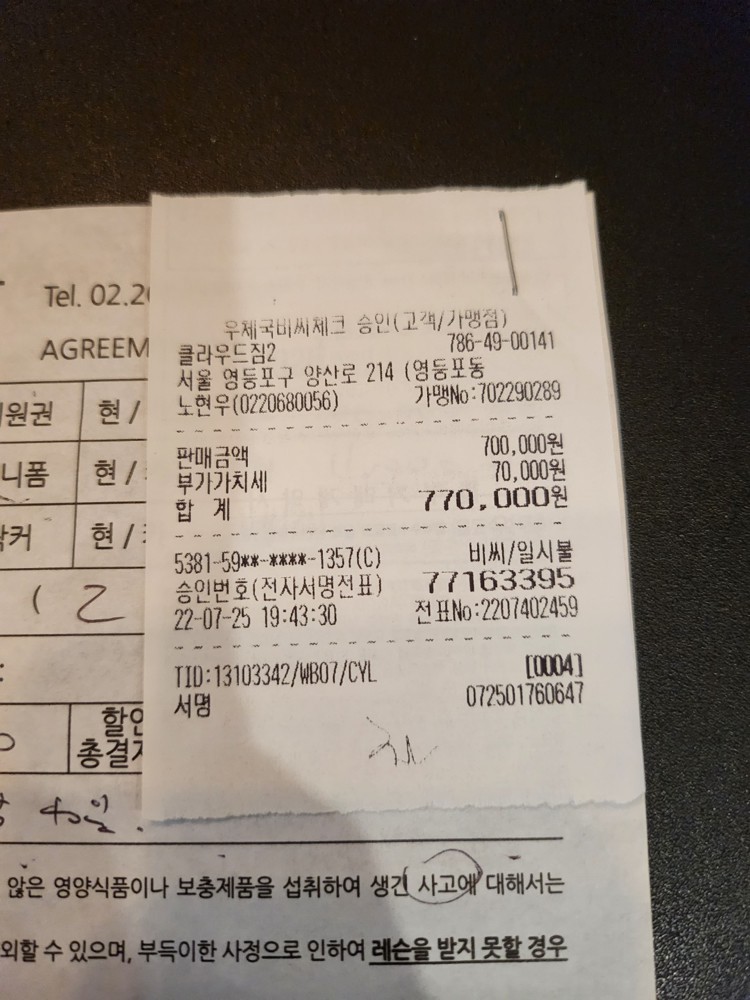 Tel. 02.2
AGREEM
원권 현 /
니폼 현 /
커 현 /
12
할인
총결제
우체국비씨체크 승인(고객/가맹점)
클라우드짐2 786-49-00141
서울 영등포구 양산로 214 (영등포동
노현우(0220680056) 가맹No:702290289
판매금액 700,000원
부가가치세 70,000원
합 계 770,000원
5381-59**-****-1357(C) 비씨/일시불
승인번호(전자서명전표) 77163395
22-07-25 19:43:30 전표No:2207402459
TID:13103342/WB07/CYL [0004]
서명 072501760647
않은 영양식품이나 보충제품을 섭취하여 생긴 사고에 대해서는
외할 수 있으며, 부득이한 사정으로 인하여 레슨을 받지 못할 경우